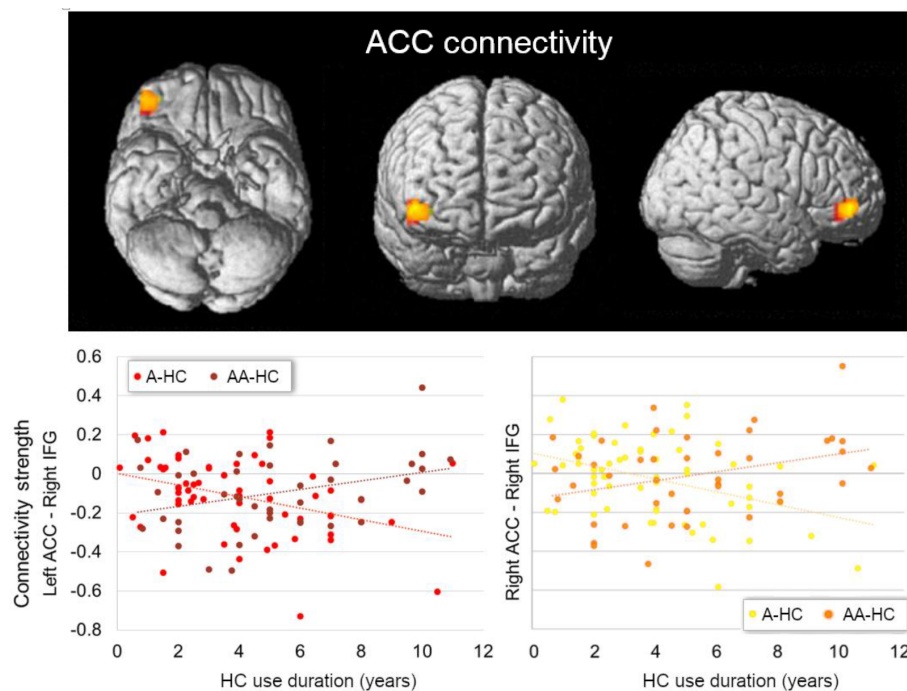 ACC connectivity
Connectivity strength
Left ACC - Right IFG
0.6
0.4
0.2
0
-0.2
-0.4
-0.6
-0.8
A-HC
AA-HC
0
2
4
6
8
10
12
HC use duration (years)
Right ACC - Right IFG
A-HC
AA-HC
0
2
4
6
8
10
12
HC use duration (years)